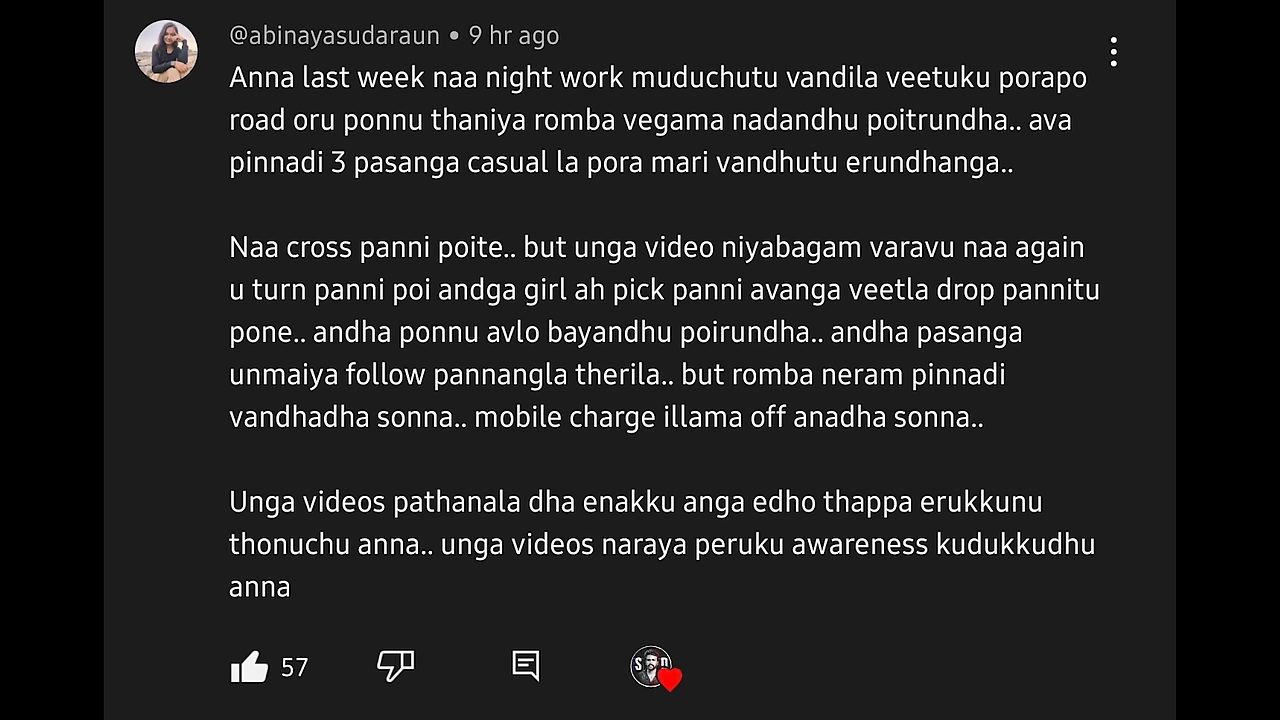 @abinayasudaraun • 9 hr ago
Anna last week naa night work muduchutu vandila veetuku porapo
road oru ponnu thaniya romba vegama nadandhu poitrundha.. ava
pinnadi 3 pasanga casual la pora mari vandhutu erundhanga..
Naa cross panni poite.. but unga video niyabagam varavu naa again
u turn panni poi andga girl ah pick panni avanga veetla drop pannitu
pone.. andha ponnu avlo bayandhu poirundha.. andha pasanga
unmaiya follow pannangla therila.. but romba neram pinnadi
vandhadha sonna.. mobile charge illama off anadha sonna..
Unga videos pathanala dha enakku anga edho thappa erukkunu
thonuchu anna.. unga videos naraya peruku awareness kudukkudhu
anna
57